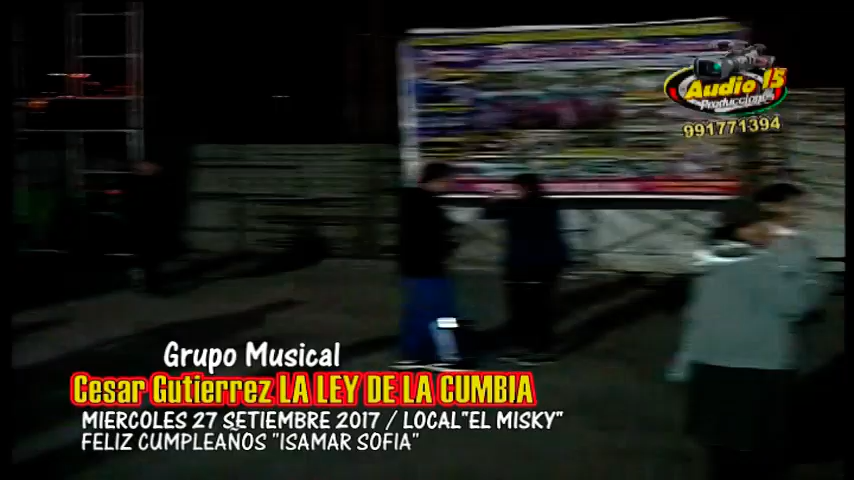 Audio 15
Producciones
991771394
Grupo Musical
Cesar Gutierrez LA LEY DE LA CUMBIA
MIERCOLES 27 SETIEMBRE 2017 / LOCAL"EL MISKY"
FELIZ CUMPLEAÑOS "ISAMAR SOFIA"